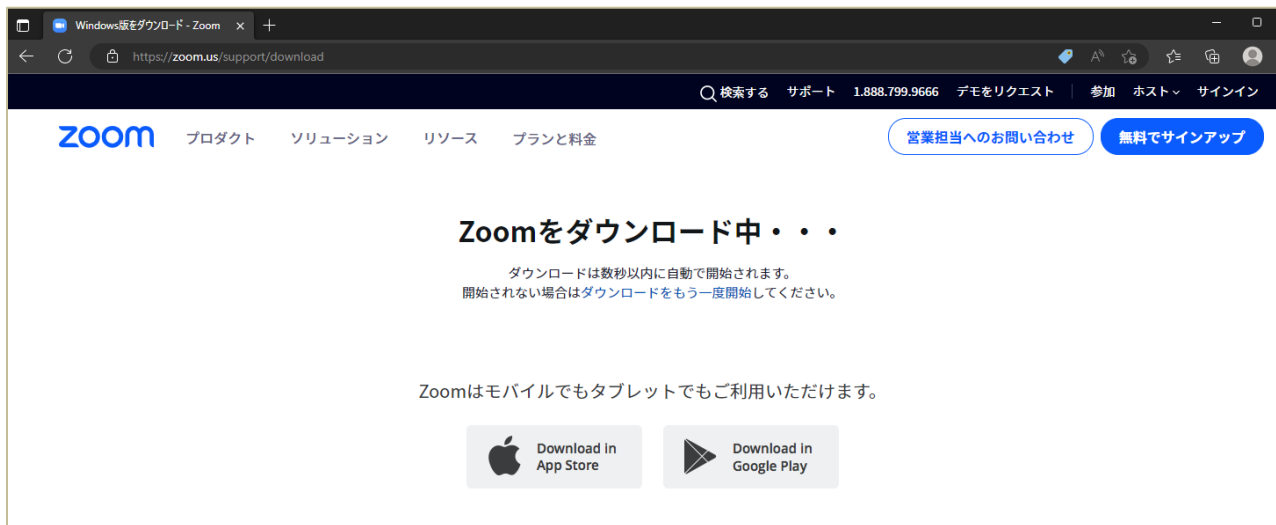 Windows版をダウンロード - Zoom
https://zoom.us/support/download
検索する サポート 1.888.799.9666 デモをリクエスト 参加 ホスト サインイン
zoom プロダクト ソリューション リソース プランと料金 営業担当へのお問い合わせ 無料でサインアップ
Zoomをダウンロード中・・・
ダウンロードは数秒以内に自動で開始されます。
開始されない場合はダウンロードをもう一度開始してください。
Zoomはモバイルでもタブレットでもご利用いただけます。
Download in
App Store
Download in
Google Play